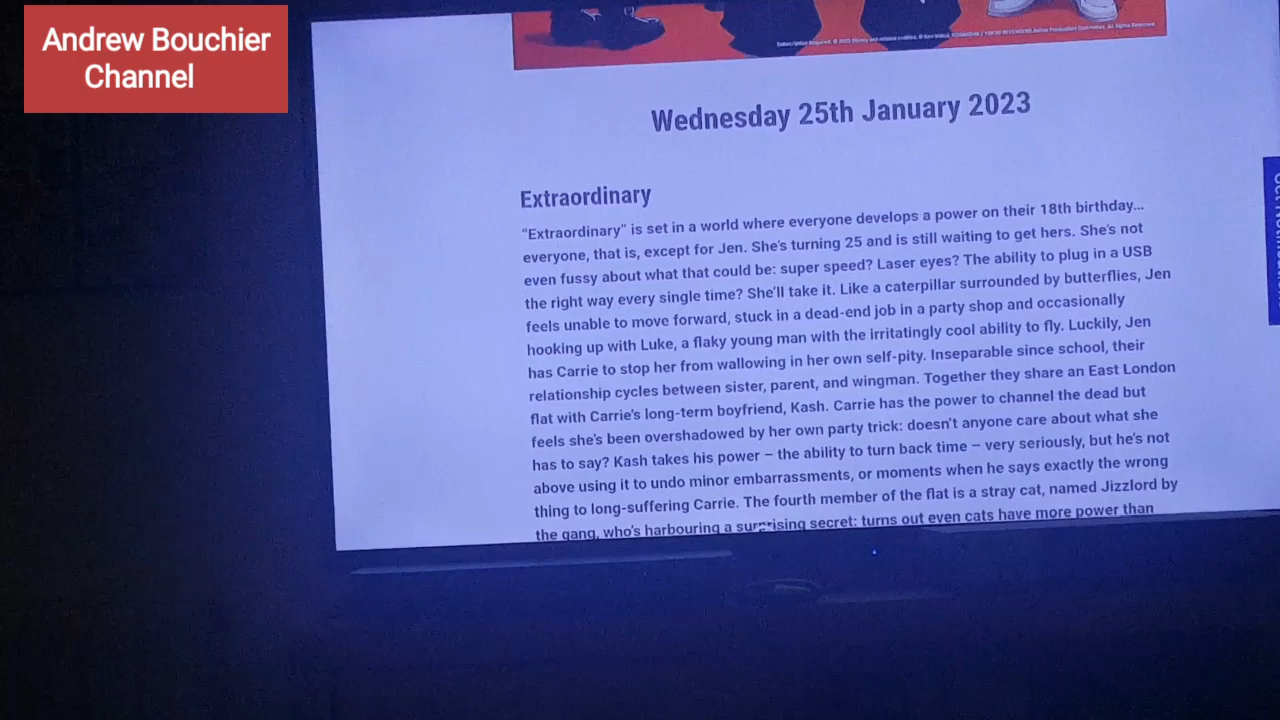 Andrew Bouchier
Channel
Wednesday 25th January 2023
Extraordinary
“Extraordinary” is set in a world where everyone develops a power on their 18th birthday…
everyone, that is, except for Jen. She’s turning 25 and is still waiting to get hers. She’s not
even fussy about what that could be: super speed? Laser eyes? The ability to plug in a USB
the right way every single time? She’ll take it. Like a caterpillar surrounded by butterflies, Jen
feels unable to move forward, stuck in a dead-end job in a party shop and occasionally
hooking up with Luke, a flaky young man with the irritatingly cool ability to fly. Luckily, Jen
has Carrie to stop her from wallowing in her own self-pity. Inseparable since school, their
relationship cycles between sister, parent, and wingman. Together they share an East London
flat with Carrie’s long-term boyfriend, Kash. Carrie has the power to channel the dead but
feels she’s been overshadowed by her own party trick: doesn’t anyone care about what she
has to say? Kash takes his power – the ability to turn back time – very seriously, but he’s not
above using it to undo minor embarrassments, or moments when he says exactly the wrong
thing to long-suffering Carrie. The fourth member of the flat is a stray cat, named Jizzlord by
the gang, who’s harbouring a surprising secret: turns out even cats have more power than